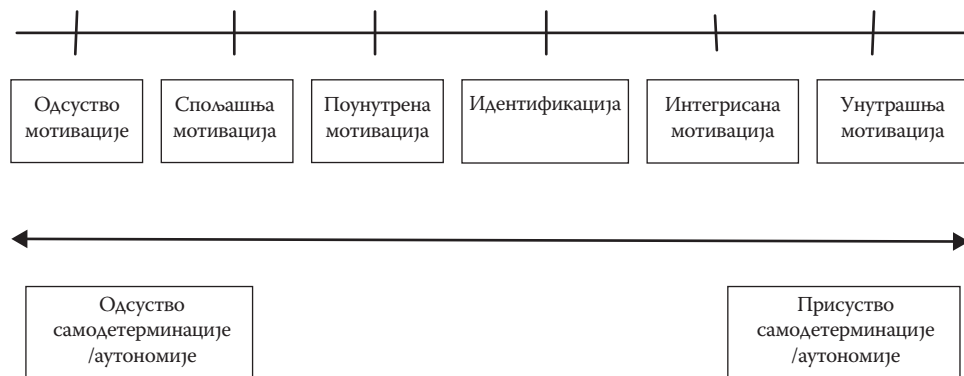 Одсуство
мотивације
Спољашња
мотивација
Поунутрена
мотивација
Идентификација
Интегрисана
мотивација
Унутрашња
мотивација
Одсуство
самодетерминације
/аутономије
Присуство
самодетерминације
/аутономије